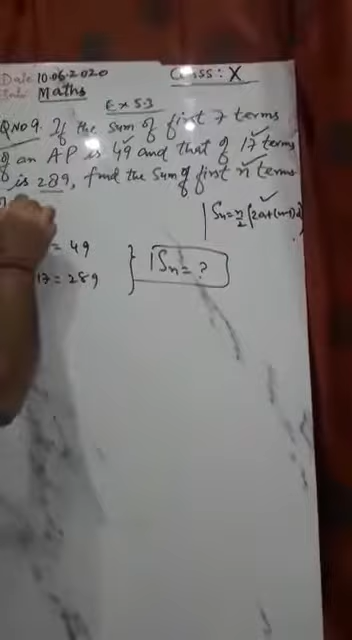 Date 10.06.2020 Class: X
Maths
Ex 5.3
Q NO 9. If the sum of first 7 terms
of an AP is 49 and that of 17 terms
is 289, find the sum of first n terms
Sn = n/2 [2a+(n-1)d]
= 49
17 = 289
Sn = ?